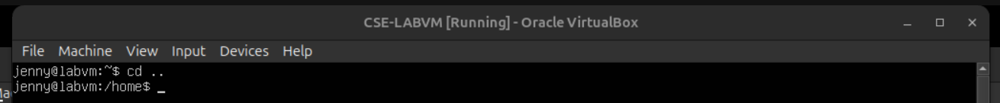 CSE-LABVM [Running] - Oracle VirtualBox
File Machine View Input Devices Help
jenny@labvm:~$ cd ..
jenny@labvm:/home$ _